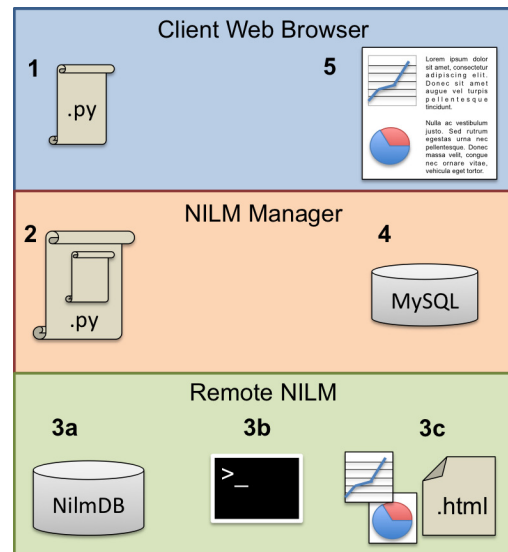 Client Web Browser
1
5
.py
Lorem ipsum dolor
sit amet, consectetur
adipiscing elit.
Donec sit amet
augue vel turpis
pellentesque
tincidunt.
Nulla ac vestibulum
justo. Sed rutrum
egestas urna nec
pellentesque. Donec
massa velit, congue
nec ornare vitae,
vehicula eget tortor.
NILM Manager
2
4
.py
MySQL
Remote NILM
3a
3b
3c
NilmDB
>_
.html